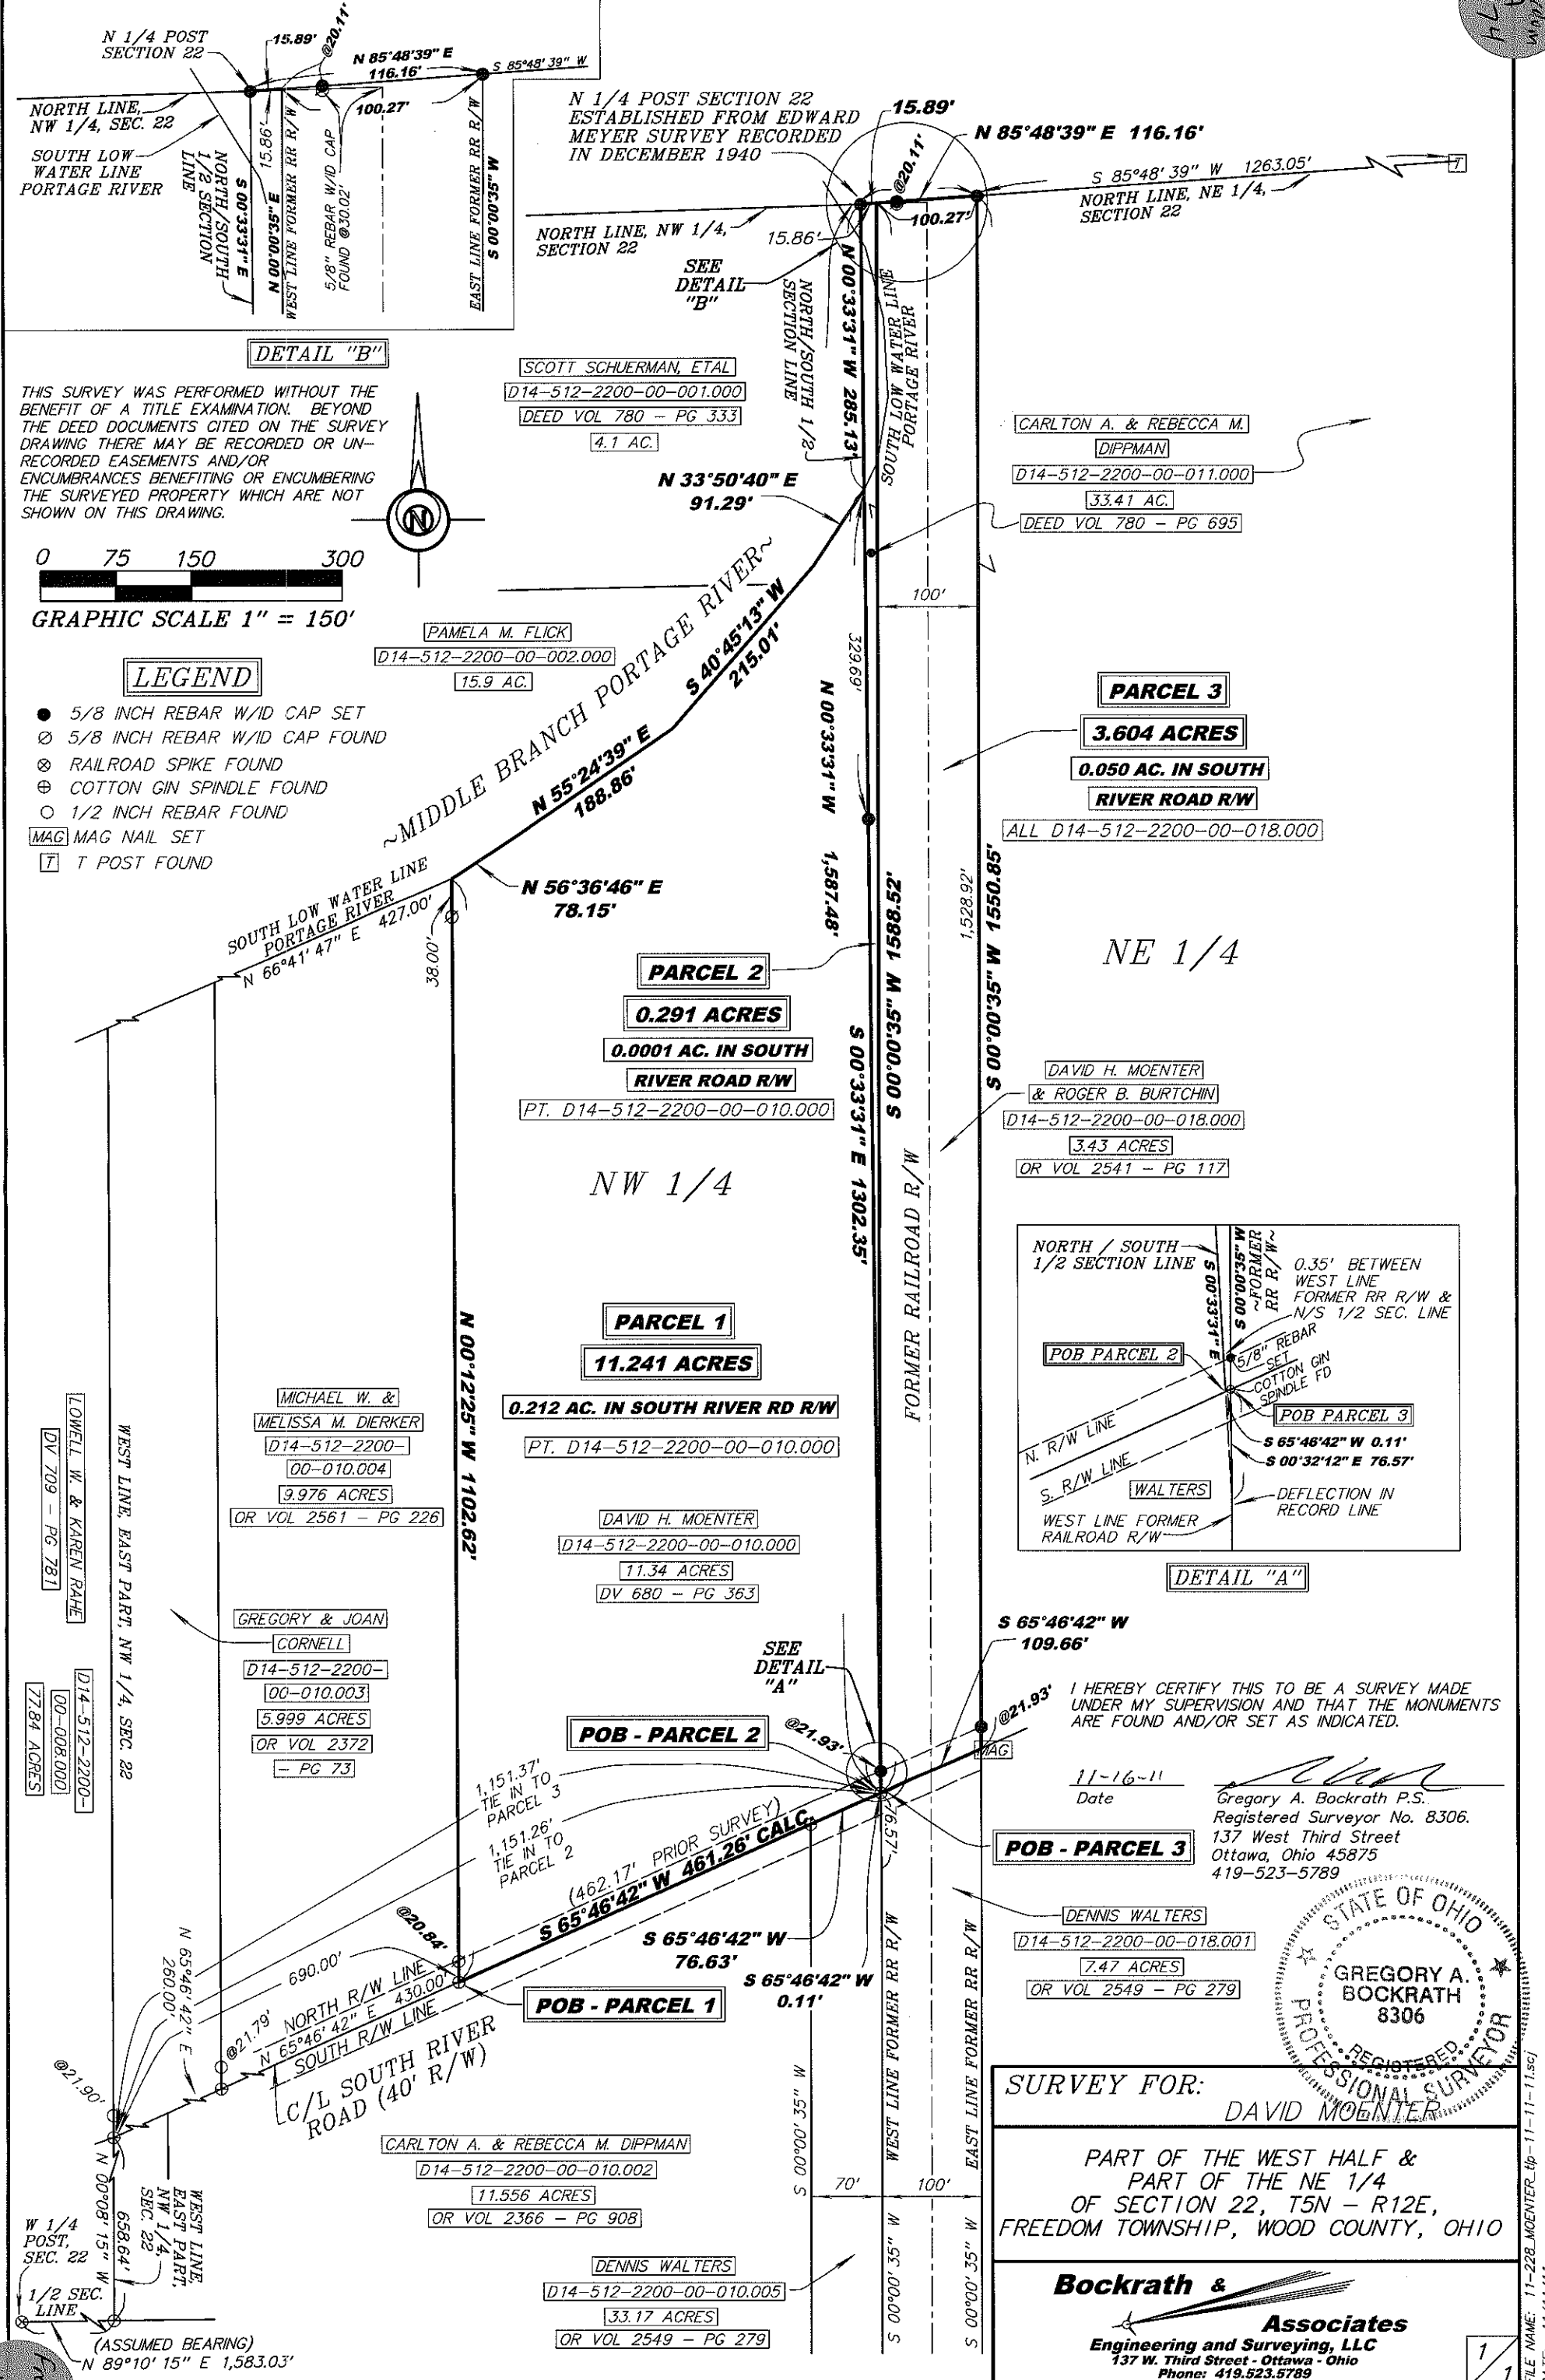 N 1/4 POST
SECTION 22
15.89'
@20.11'
N 85°48'39" E
116.16'
S 85°48' 39" W
NORTH LINE,
NW 1/4, SEC. 22
100.27'
SOUTH LOW
WATER LINE
PORTAGE RIVER
NORTH/SOUTH
1/2 SECTION
LINE
S 00°33'31" E
15.86'
N 00°00'35" E
WEST LINE FORMER RR R/W
5/8" REBAR W/ID CAP
FOUND @30.02'
EAST LINE FORMER RR R/W
S 00°00'35" W
DETAIL "B"
N 1/4 POST SECTION 22
ESTABLISHED FROM EDWARD
MEYER SURVEY RECORDED
IN DECEMBER 1940
15.89'
@20.11'
N 85°48'39" E 116.16'
S 85°48' 39" W 1263.05'
T
NORTH LINE, NE 1/4,
SECTION 22
100.27'
NORTH LINE, NW 1/4,
SECTION 22
15.86'
SEE
DETAIL
"B"
N 00°33'31" W 285.13'
NORTH/SOUTH 1/2
SECTION LINE
SOUTH LOW WATER LINE
PORTAGE RIVER
THIS SURVEY WAS PERFORMED WITHOUT THE
BENEFIT OF A TITLE EXAMINATION. BEYOND
THE DEED DOCUMENTS CITED ON THE SURVEY
DRAWING THERE MAY BE RECORDED OR UN-
RECORDED EASEMENTS AND/OR
ENCUMBRANCES BENEFITING OR ENCUMBERING
THE SURVEYED PROPERTY WHICH ARE NOT
SHOWN ON THIS DRAWING.
N
0 75 150 300
GRAPHIC SCALE 1" = 150'
SCOTT SCHUERMAN, ETAL
D14-512-2200-00-001.000
DEED VOL 780 - PG 333
4.1 AC.
N 33°50'40" E
91.29'
CARLTON A. & REBECCA M.
DIPPMAN
D14-512-2200-00-011.000
33.41 AC.
DEED VOL 780 - PG 695
100'
PAMELA M. FLICK
D14-512-2200-00-002.000
15.9 AC.
~MIDDLE BRANCH PORTAGE RIVER~
S 40°45'13" W
215.01'
329.69'
N 00°33'31" W 1,587.48'
LEGEND
5/8 INCH REBAR W/ID CAP SET
5/8 INCH REBAR W/ID CAP FOUND
RAILROAD SPIKE FOUND
COTTON GIN SPINDLE FOUND
1/2 INCH REBAR FOUND
MAG MAG NAIL SET
T T POST FOUND
N 55°24'39" E
188.86'
N 56°36'46" E
78.15'
SOUTH LOW WATER LINE
PORTAGE RIVER
N 66°41' 47" E 427.00'
38.00'
PARCEL 3
3.604 ACRES
0.050 AC. IN SOUTH
RIVER ROAD R/W
ALL D14-512-2200-00-018.000
1,528.92'
S 00°00'35" W 1550.85'
S 00°00'35" W 1588.52'
S 00°33'31" E 1302.35'
NE 1/4
PARCEL 2
0.291 ACRES
0.0001 AC. IN SOUTH
RIVER ROAD R/W
PT. D14-512-2200-00-010.000
NW 1/4
FORMER RAILROAD R/W
DAVID H. MOENTER
& ROGER B. BURTCHIN
D14-512-2200-00-018.000
3.43 ACRES
OR VOL 2541 - PG 117
NORTH / SOUTH
1/2 SECTION LINE
S 00°33'31" E
S 00°00'35" W
~FORMER
RR R/W~
0.35' BETWEEN
WEST LINE
FORMER RR R/W &
N/S 1/2 SEC. LINE
POB PARCEL 2
5/8" REBAR
SET
COTTON GIN
SPINDLE FD
POB PARCEL 3
N. R/W LINE
S. R/W LINE
S 65°46'42" W 0.11'
S 00°32'12" E 76.57'
WALTERS
DEFLECTION IN
RECORD LINE
WEST LINE FORMER
RAILROAD R/W
DETAIL "A"
PARCEL 1
11.241 ACRES
0.212 AC. IN SOUTH RIVER RD R/W
PT. D14-512-2200-00-010.000
N 00°12'25" W 1102.62'
DAVID H. MOENTER
D14-512-2200-00-010.000
11.34 ACRES
DV 680 - PG 363
MICHAEL W. &
MELISSA M. DIERKER
D14-512-2200-
00-010.004
9.976 ACRES
OR VOL 2561 - PG 226
LOWELL W. & KAREN RAHE
DV 709 - PG 781
D14-512-2200-
00-008.000
77.84 ACRES
WEST LINE, EAST PART, NW 1/4, SEC. 22
GREGORY & JOAN
CORNELL
D14-512-2200-
00-010.003
5.999 ACRES
OR VOL 2372
- PG 73
SEE
DETAIL
"A"
S 65°46'42" W
109.66'
@21.93'
MAG
POB - PARCEL 2
@21.93'
76.57'
POB - PARCEL 3
1,151.37'
TIE IN TO
PARCEL 3
1,151.26'
TIE IN TO
PARCEL 2
(462.17' PRIOR SURVEY)
S 65°46'42" W 461.26' CALC.
S 65°46'42" W
76.63'
S 65°46'42" W
0.11'
@20.84'
690.00'
POB - PARCEL 1
NORTH R/W LINE
N 65°46' 42" E 430.00'
SOUTH R/W LINE
C/L SOUTH RIVER
ROAD (40' R/W)
@21.79'
N 65°46' 42" E
260.00'
@21.90'
I HEREBY CERTIFY THIS TO BE A SURVEY MADE
UNDER MY SUPERVISION AND THAT THE MONUMENTS
ARE FOUND AND/OR SET AS INDICATED.
11-16-11
Date
Gregory A. Bockrath P.S.
Registered Surveyor No. 8306.
137 West Third Street
Ottawa, Ohio 45875
419-523-5789
STATE OF OHIO
GREGORY A.
BOCKRATH
8306
REGISTERED
PROFESSIONAL SURVEYOR
DENNIS WALTERS
D14-512-2200-00-018.001
7.47 ACRES
OR VOL 2549 - PG 279
WEST LINE FORMER RR R/W
EAST LINE FORMER RR R/W
S 00°00' 35" W
70'
100'
S 00°00' 35" W
S 00°00' 35" W
CARLTON A. & REBECCA M. DIPPMAN
D14-512-2200-00-010.002
11.556 ACRES
OR VOL 2366 - PG 908
DENNIS WALTERS
D14-512-2200-00-010.005
33.17 ACRES
OR VOL 2549 - PG 279
W 1/4
POST,
SEC. 22
1/2 SEC.
LINE
N 00°08' 15" W
658.64'
WEST LINE,
EAST PART,
NW 1/4,
SEC. 22
(ASSUMED BEARING)
N 89°10' 15" E 1,583.03'
SURVEY FOR:
DAVID MOENTER
PART OF THE WEST HALF &
PART OF THE NE 1/4
OF SECTION 22, T5N - R12E,
FREEDOM TOWNSHIP, WOOD COUNTY, OHIO
Bockrath &
Associates
Engineering and Surveying, LLC
137 W. Third Street - Ottawa - Ohio
Phone: 419.523.5789
1/1
FILE NAME: 11-228_MOENTER_tlp-11-11-11.scj
74